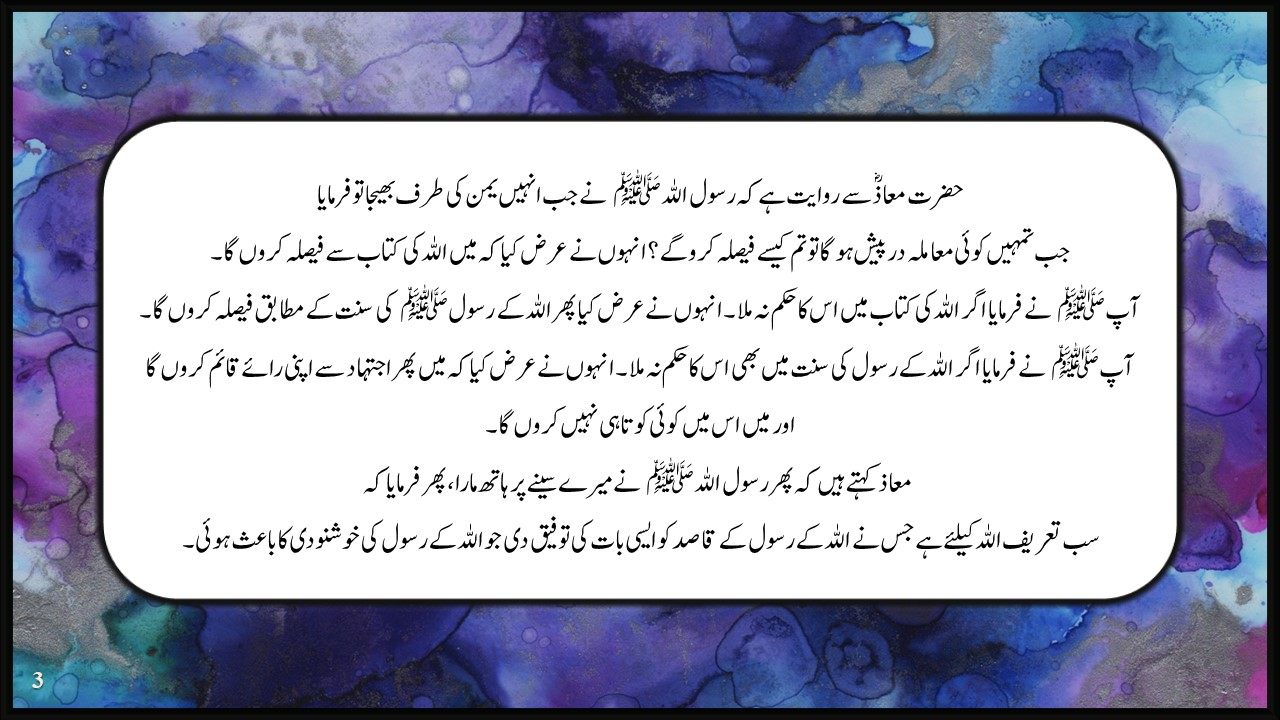 حضرت معاذؓ سے روایت ہے کہ رسول اللہ ﷺ نے جب انہیں یمن کی طرف بھیجا تو فرمایا
جب تمہیں کوئی معاملہ درپیش ہو گا تو تم کیسے فیصلہ کرو گے؟ انہوں نے عرض کیا کہ میں اللہ کی کتاب سے فیصلہ کروں گا۔
آپ ﷺ نے فرمایا اگر اللہ کی کتاب میں اس کا حکم نہ ملا۔ انہوں نے عرض کیا پھر اللہ کے رسول ﷺ کی سنت کے مطابق فیصلہ کروں گا۔
آپ ﷺ نے فرمایا اگر اللہ کے رسول کی سنت میں بھی اس کا حکم نہ ملا۔ انہوں نے عرض کیا کہ میں پھر اجتہاد سے اپنی رائے قائم کروں گا
اور میں اس میں کوئی کوتاہی نہیں کروں گا۔
معاذ کہتے ہیں کہ پھر رسول اللہ ﷺ نے میرے سینے پر ہاتھ مارا، پھر فرمایا کہ
سب تعریف اللہ کیلئے ہے جس نے اللہ کے رسول کے قاصد کو ایسی بات کی توفیق دی جو اللہ کے رسول کی خوشنودی کا باعث ہوئی۔
3